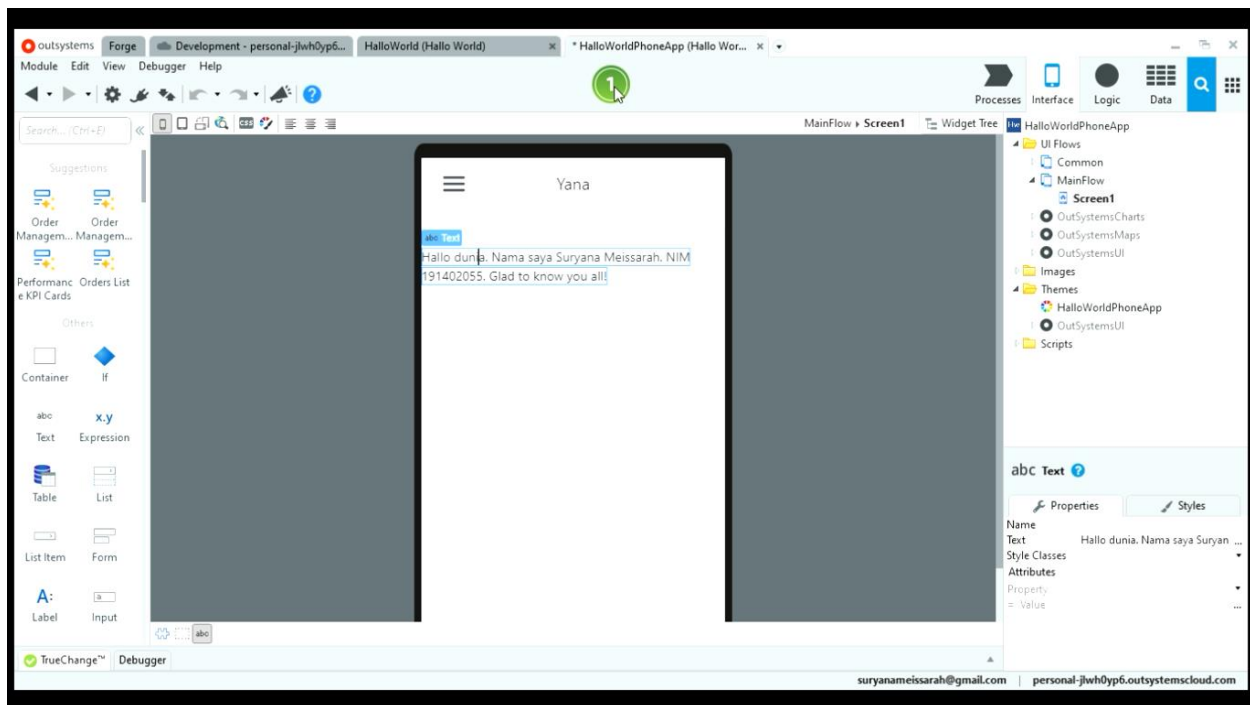 outsystems Forge Development - personal-jlwh0yp6... HalloWorld (Hallo World) * HalloWorldPhoneApp (Hallo Wor...
Module Edit View Debugger Help
1
Processes Interface Logic Data
Search... (Ctrl+E)
CSS
MainFlow Screen1 Widget Tree
HalloWorldPhoneApp
UI Flows
Common
MainFlow
Screen1
OutSystemsCharts
OutSystemsMaps
OutSystemsUI
Images
Themes
HalloWorldPhoneApp
OutSystemsUI
Scripts
Suggestions
Order Order
Managem... Managem...
Performanc Orders List
e KPI Cards
Others
Container If
abc x.y
Text Expression
Table List
List Item Form
A: a
Label Input
Yana
abc Text
Hallo dunia. Nama saya Suryana Meissarah. NIM
191402055. Glad to know you all!
abc Text ?
Properties Styles
Name
Text Hallo dunia. Nama saya Suryan ...
Style Classes
Attributes
Property
= Value ...
abc
TrueChange™ Debugger
suryanameissarah@gmail.com | personal-jlwh0yp6.outsystemscloud.com